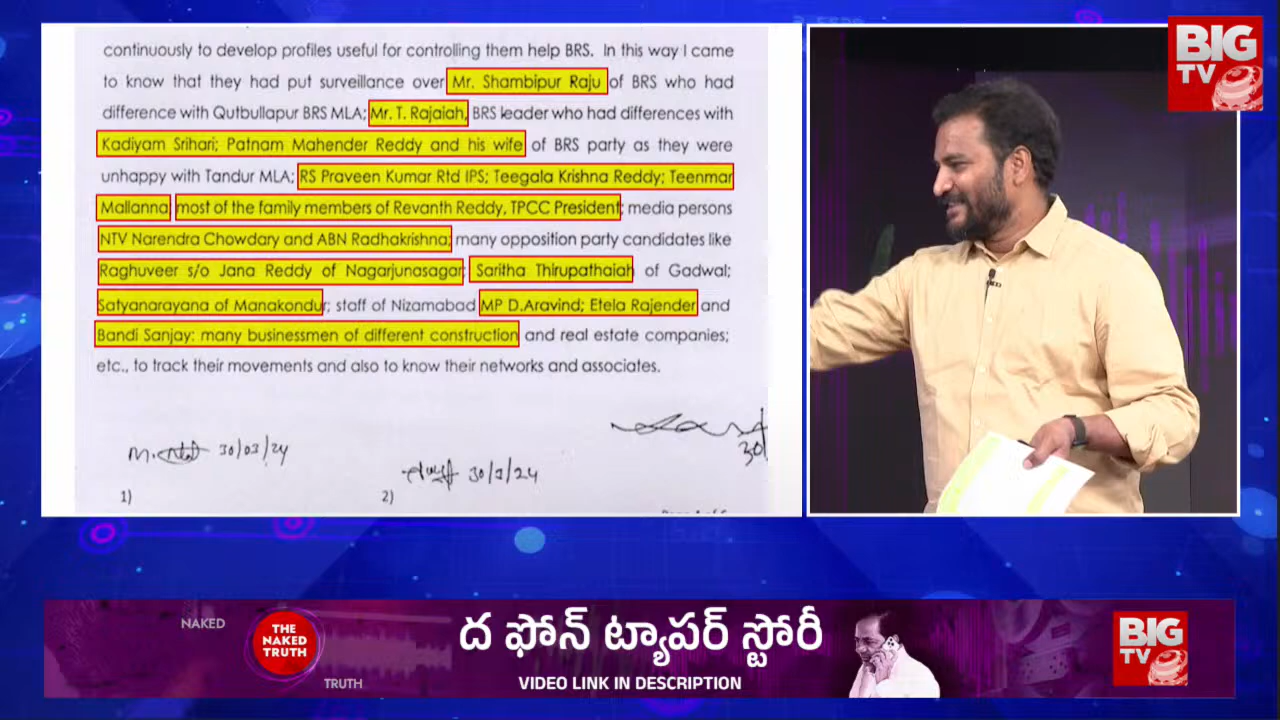 continuously to develop profiles useful for controlling them help BRS. In this way I came
to know that they had put surveillance over Mr. Shambipur Raju of BRS who had
difference with Qutbullapur BRS MLA; Mr. T. Rajaiah, BRS leader who had differences with
Kadiyam Srihari; Patnam Mahender Reddy and his wife of BRS party as they were
unhappy with Tandur MLA; RS Praveen Kumar Rtd IPS; Teegala Krishna Reddy; Teenmar
Mallanna most of the family members of Revanth Reddy, TPCC President; media persons
NTV Narendra Chowdary and ABN Radhakrishna; many opposition party candidates like
Raghuveer s/o Jana Reddy of Nagarjunasagar; Saritha Thirupathaiah of Gadwal;
Satyanarayana of Manakondur; staff of Nizamabad MP D.Aravind; Etela Rajender and
Bandi Sanjay: many businessmen of different construction and real estate companies;
etc., to track their movements and also to know their networks and associates.
30/03/24
30/3/24
30/
1)
2)
BIG
TV
NAKED
THE
NAKED
TRUTH
TRUTH
ద ఫోన్ ట్యాపర్ స్టోరీ
VIDEO LINK IN DESCRIPTION
BIG
TV